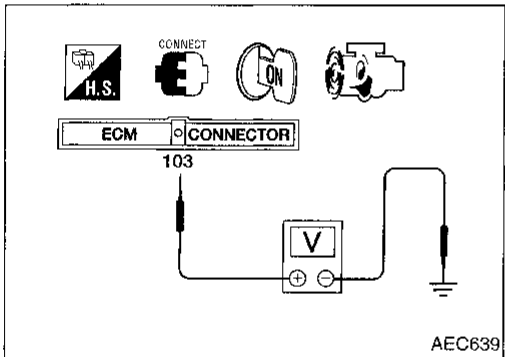 CONNECT
H.S.
ON
ECM CONNECTOR
103
V
+ −
AEC639